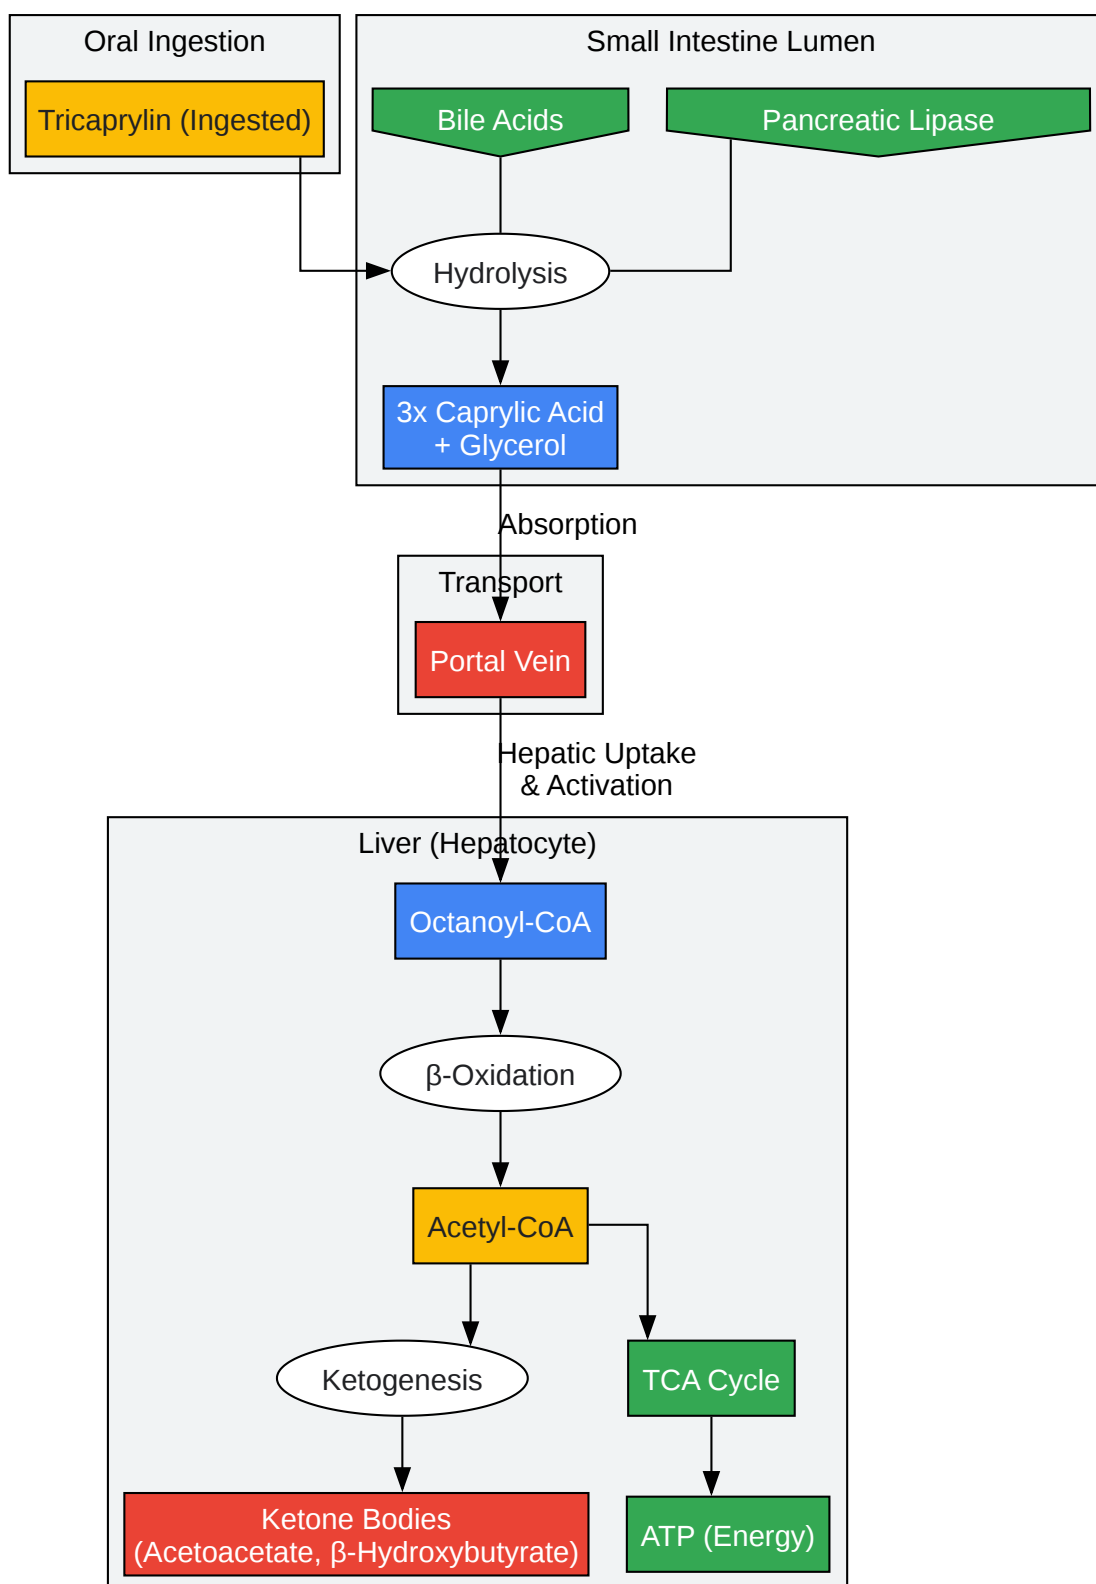 Oral Ingestion
Tricaprylin (Ingested)
Small Intestine Lumen
Bile Acids
Pancreatic Lipase
Hydrolysis
3x Caprylic Acid
+ Glycerol
Absorption
Transport
Portal Vein
Hepatic Uptake
& Activation
Liver (Hepatocyte)
Octanoyl-CoA
β-Oxidation
Acetyl-CoA
Ketogenesis
TCA Cycle
Ketone Bodies
(Acetoacetate, β-Hydroxybutyrate)
ATP (Energy)